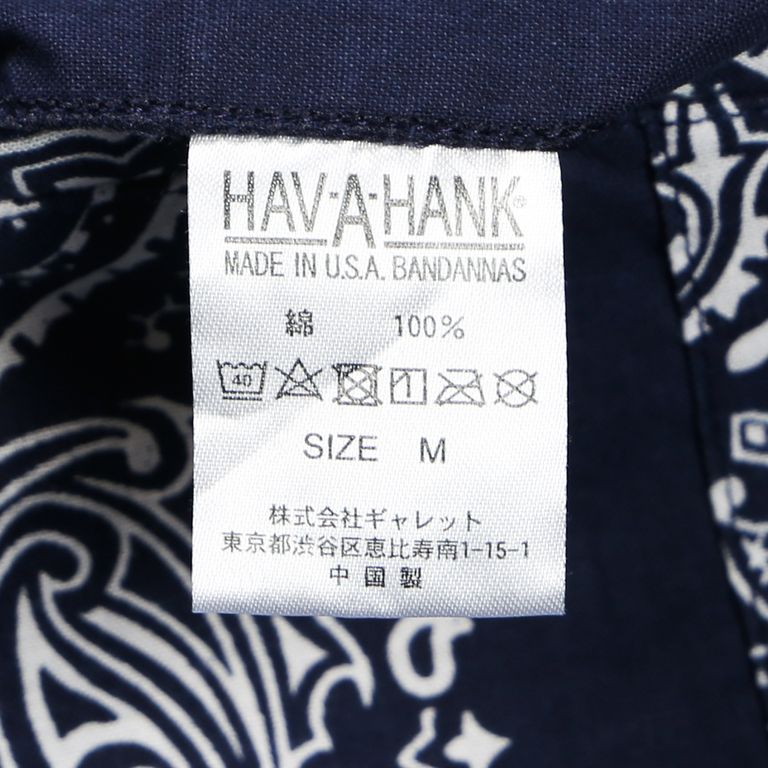 HAV-A-HANK®
MADE IN U.S.A. BANDANNAS
綿 100%
40
SIZE M
株式会社ギャレット
東京都渋谷区恵比寿南1-15-1
中国製